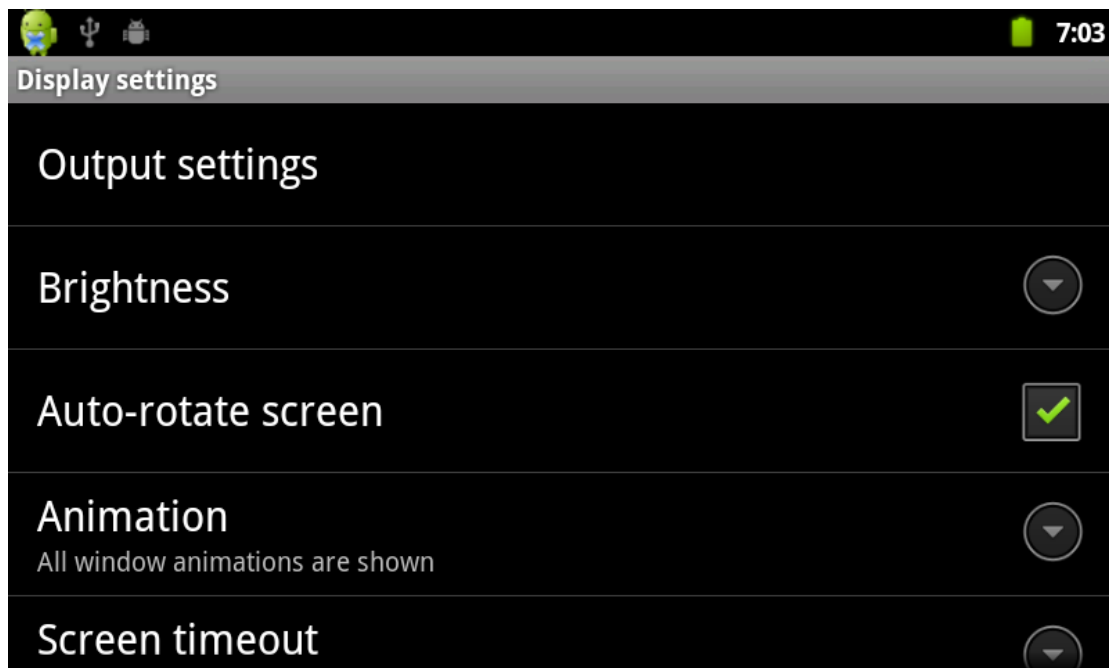 7:03
Display settings
Output settings
Brightness
Auto-rotate screen
Animation
All window animations are shown
Screen timeout